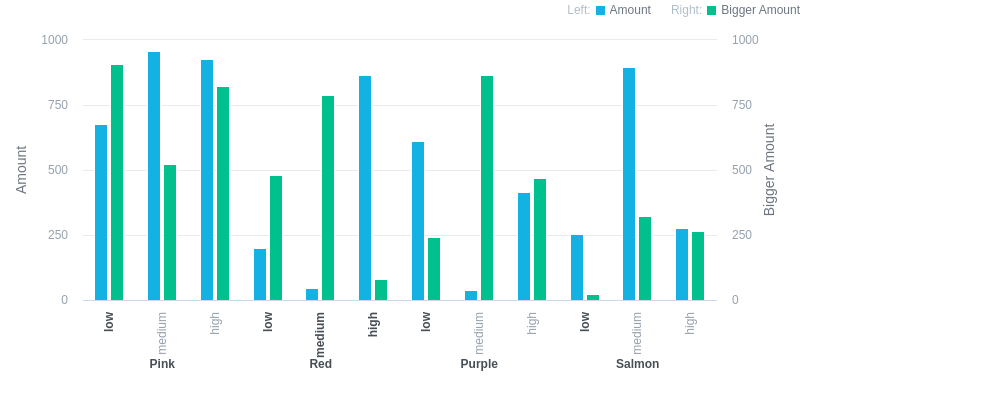 Left: Amount Right: Bigger Amount
1000 1000
750 750
500 500
250 250
0 0
Amount
Bigger Amount
low medium high low medium high low medium high low medium high
Pink Red Purple Salmon